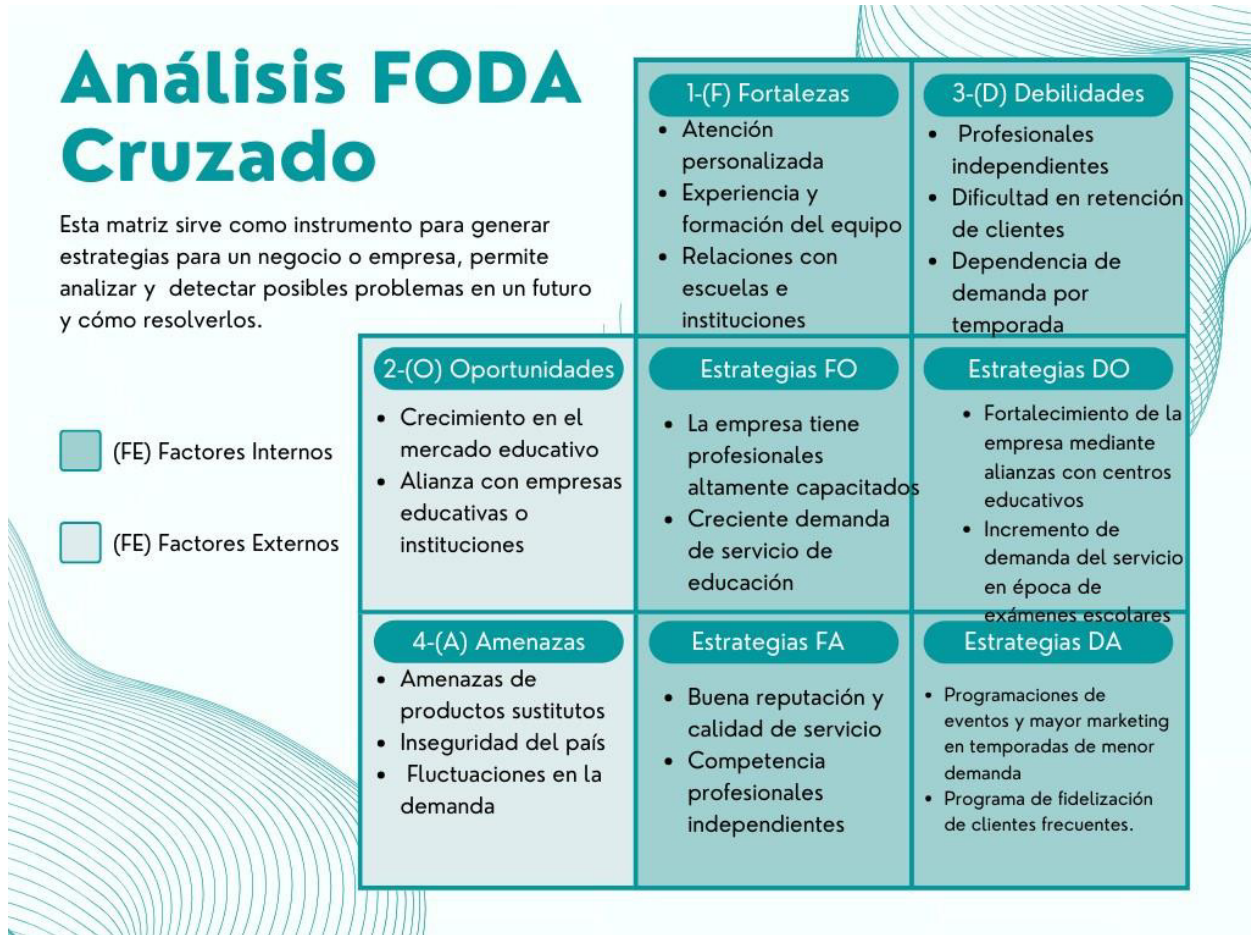 Análisis FODA
Cruzado
Esta matriz sirve como instrumento para generar
estrategias para un negocio o empresa, permite
analizar y detectar posibles problemas en un futuro
y cómo resolverlos.
(FE) Factores Internos
(FE) Factores Externos
1-(F) Fortalezas
• Atención
personalizada
• Experiencia y
formación del equipo
• Relaciones con
escuelas e
instituciones
3-(D) Debilidades
• Profesionales
independientes
• Dificultad en retención
de clientes
• Dependencia de
demanda por
temporada
2-(O) Oportunidades
• Crecimiento en el
mercado educativo
• Alianza con empresas
educativas o
instituciones
Estrategias FO
• La empresa tiene
profesionales
altamente capacitados
• Creciente demanda
de servicio de
educación
Estrategias DO
• Fortalecimiento de la
empresa mediante
alianzas con centros
educativos
• Incremento de
demanda del servicio
en época de
exámenes escolares
4-(A) Amenazas
• Amenazas de
productos sustitutos
• Inseguridad del país
• Fluctuaciones en la
demanda
Estrategias FA
• Buena reputación y
calidad de servicio
• Competencia
profesionales
independientes
Estrategias DA
• Programaciones de
eventos y mayor marketing
en temporadas de menor
demanda
• Programa de fidelización
de clientes frecuentes.